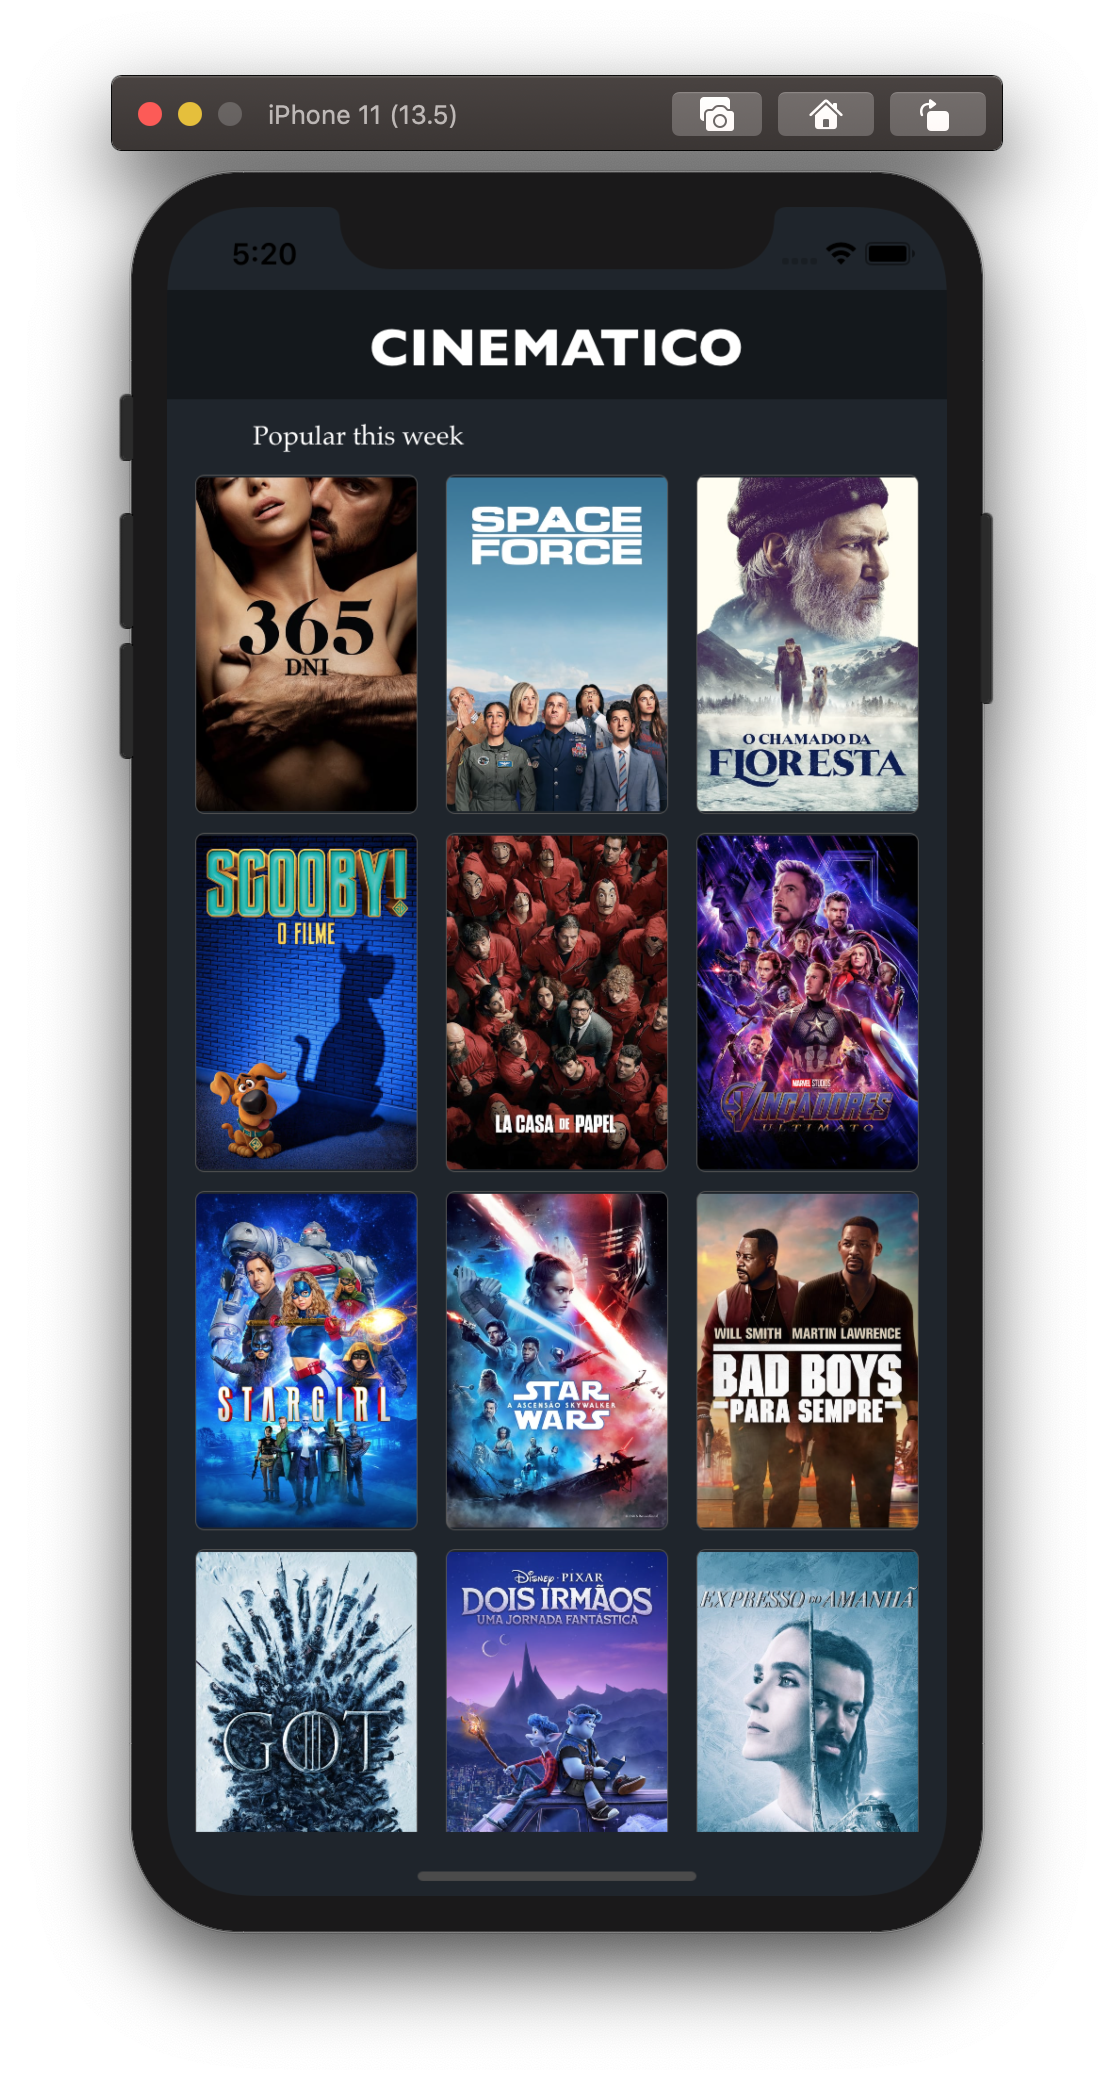 iPhone 11 (13.5)
5:20
CINEMATICO
Popular this week
365
DNI
SPACE
FORCE
O CHAMADO DA
FLORESTA
SCOOBY!
O FILME
LA CASA DE PAPEL
MARVEL STUDIOS
VINGADORES
ULTIMATO
STARGIRL
STAR
A ASCENSÃO SKYWALKER
WARS
WILL SMITH MARTIN LAWRENCE
BAD BOYS
PARA SEMPRE
GOT
Disney · PIXAR
DOIS IRMÃOS
UMA JORNADA FANTÁSTICA
EXPRESSO DO AMANHÃ